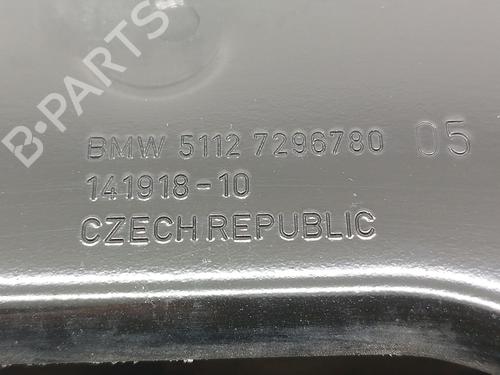 B-PARTS
BMW 5112 7296780 05
141918-10
CZECH REPUBLIC